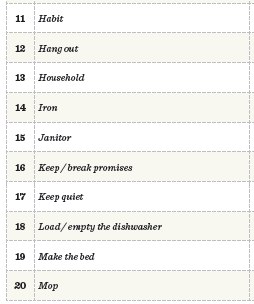 11 Habit
12 Hang out
13 Household
14 Iron
15 Janitor
16 Keep / break promises
17 Keep quiet
18 Load / empty the dishwasher
19 Make the bed
20 Mop